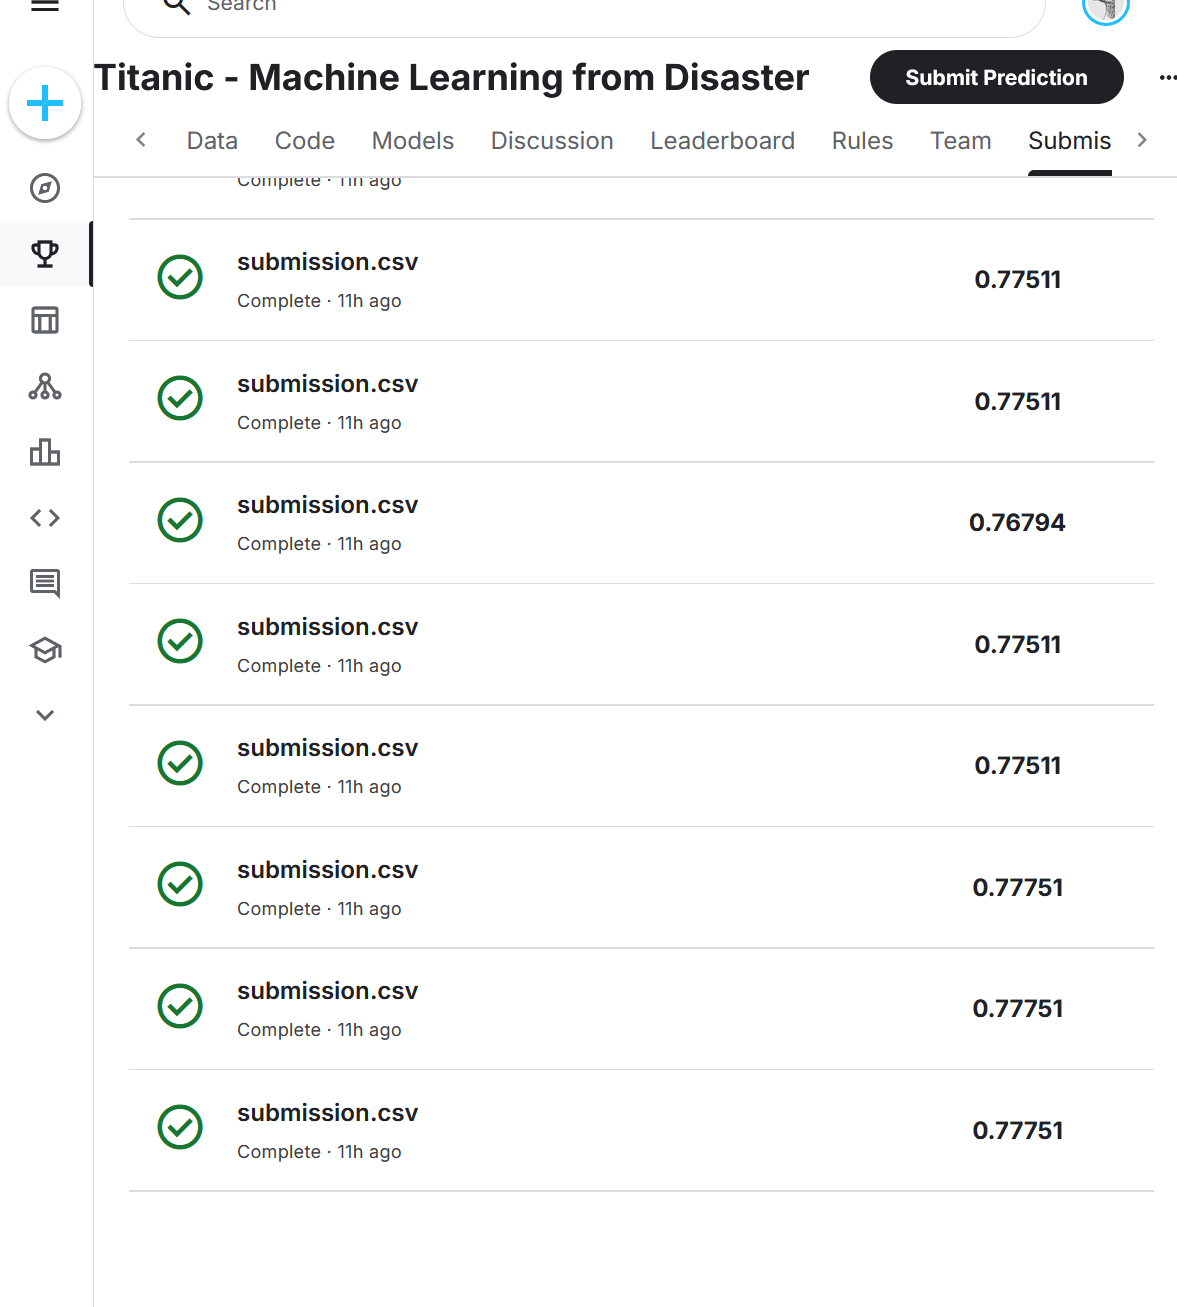 Search
Titanic - Machine Learning from Disaster
Submit Prediction
Data Code Models Discussion Leaderboard Rules Team Submis
Complete · 11h ago
submission.csv
Complete · 11h ago
0.77511
submission.csv
Complete · 11h ago
0.77511
submission.csv
Complete · 11h ago
0.76794
submission.csv
Complete · 11h ago
0.77511
submission.csv
Complete · 11h ago
0.77511
submission.csv
Complete · 11h ago
0.77751
submission.csv
Complete · 11h ago
0.77751
submission.csv
Complete · 11h ago
0.77751